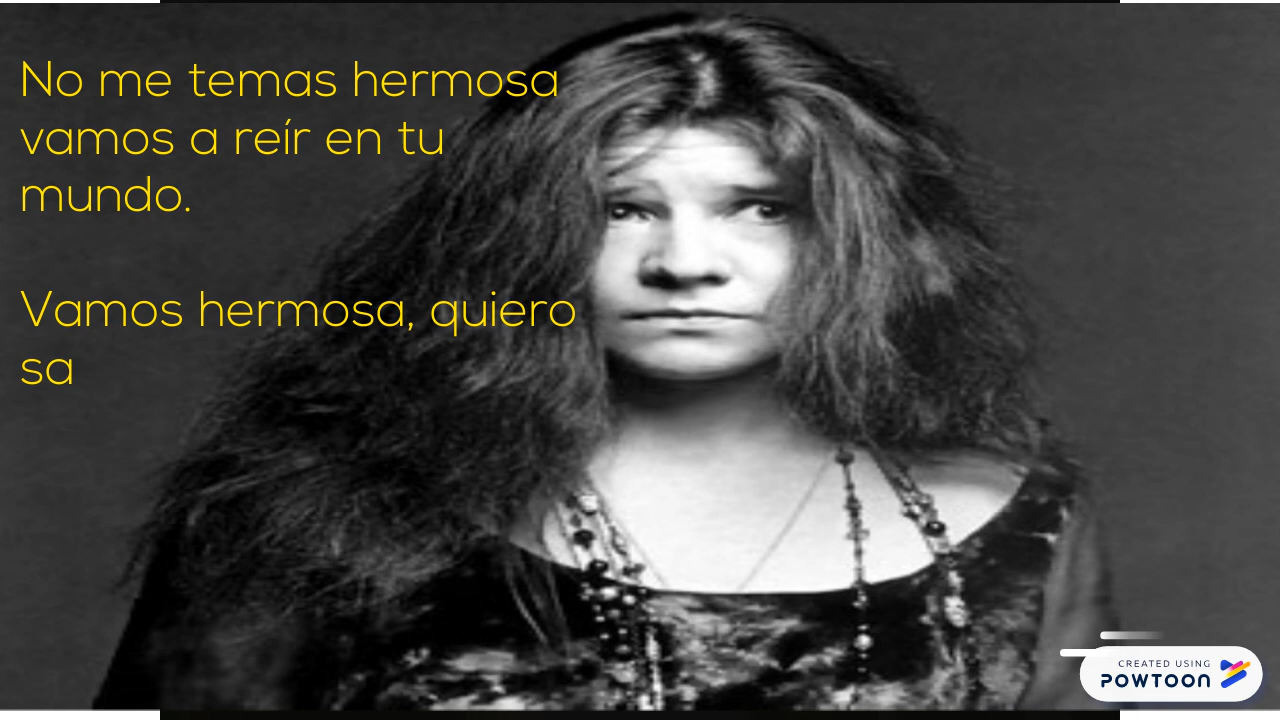 No me temas hermosa
vamos a reír en tu
mundo.
Vamos hermosa, quiero
sa
CREATED USING
POWTOON